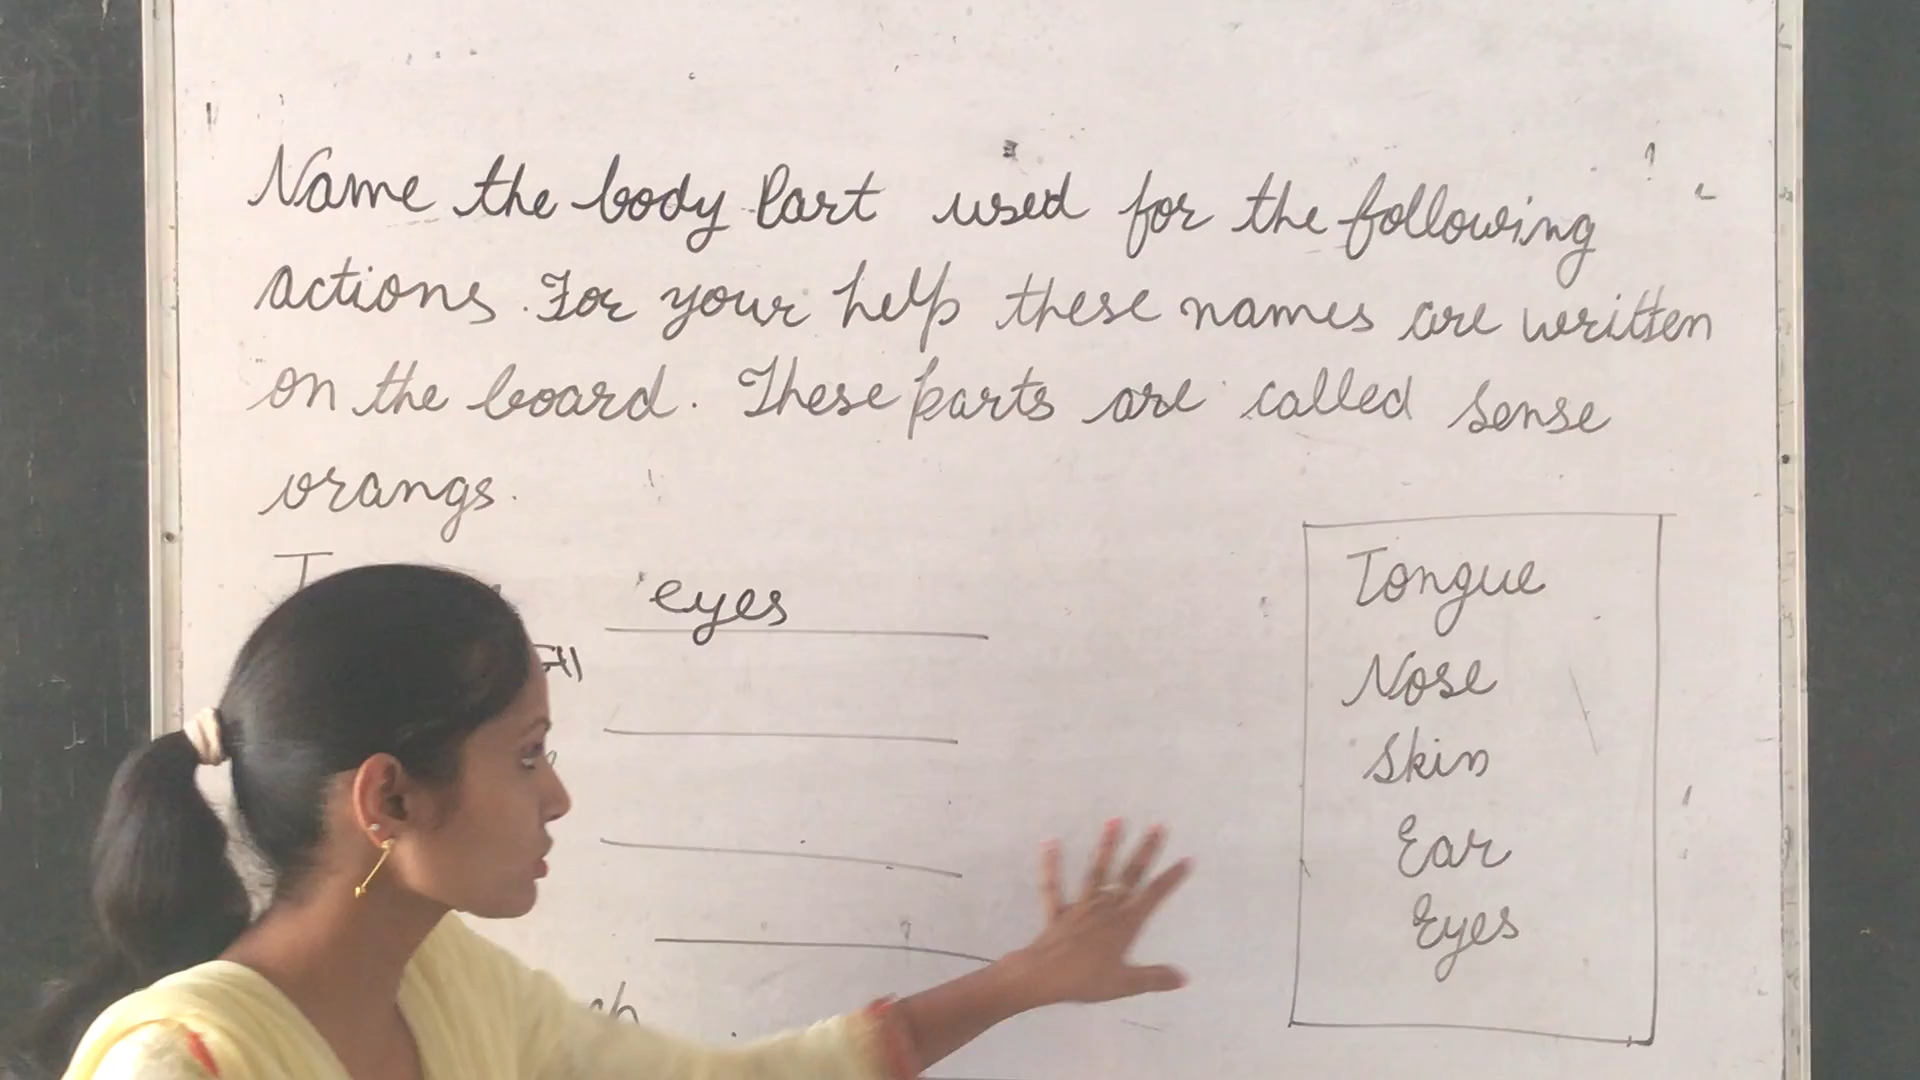 Name the body Part used for the following
actions. For your help these names are written
on the board. These parts are called sense
orangs.
eyes
Tongue
Nose
Skin
Ear
Eyes